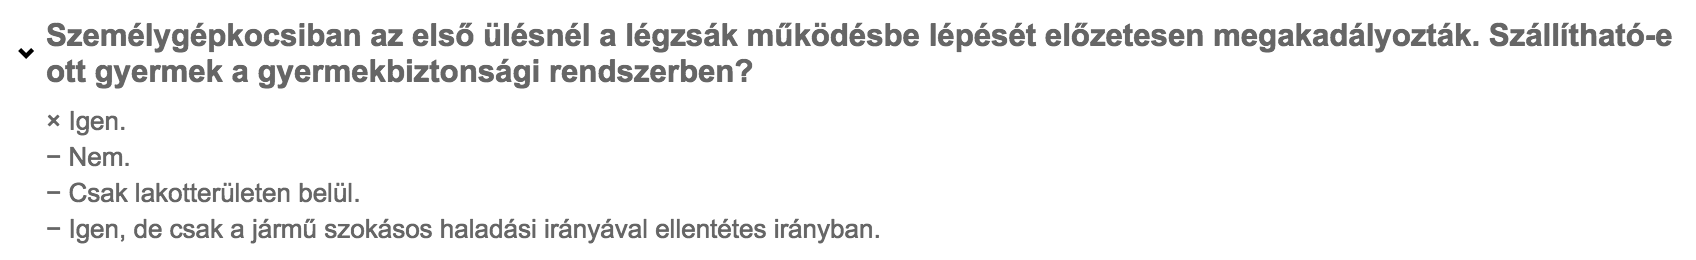 Személygépkocsiban az első ülésnél a légzsák működésbe lépését előzetesen megakadályozták. Szállítható-e
ott gyermek a gyermekbiztonsági rendszerben?
× Igen.
− Nem.
− Csak lakotterületen belül.
− Igen, de csak a jármű szokásos haladási irányával ellentétes irányban.